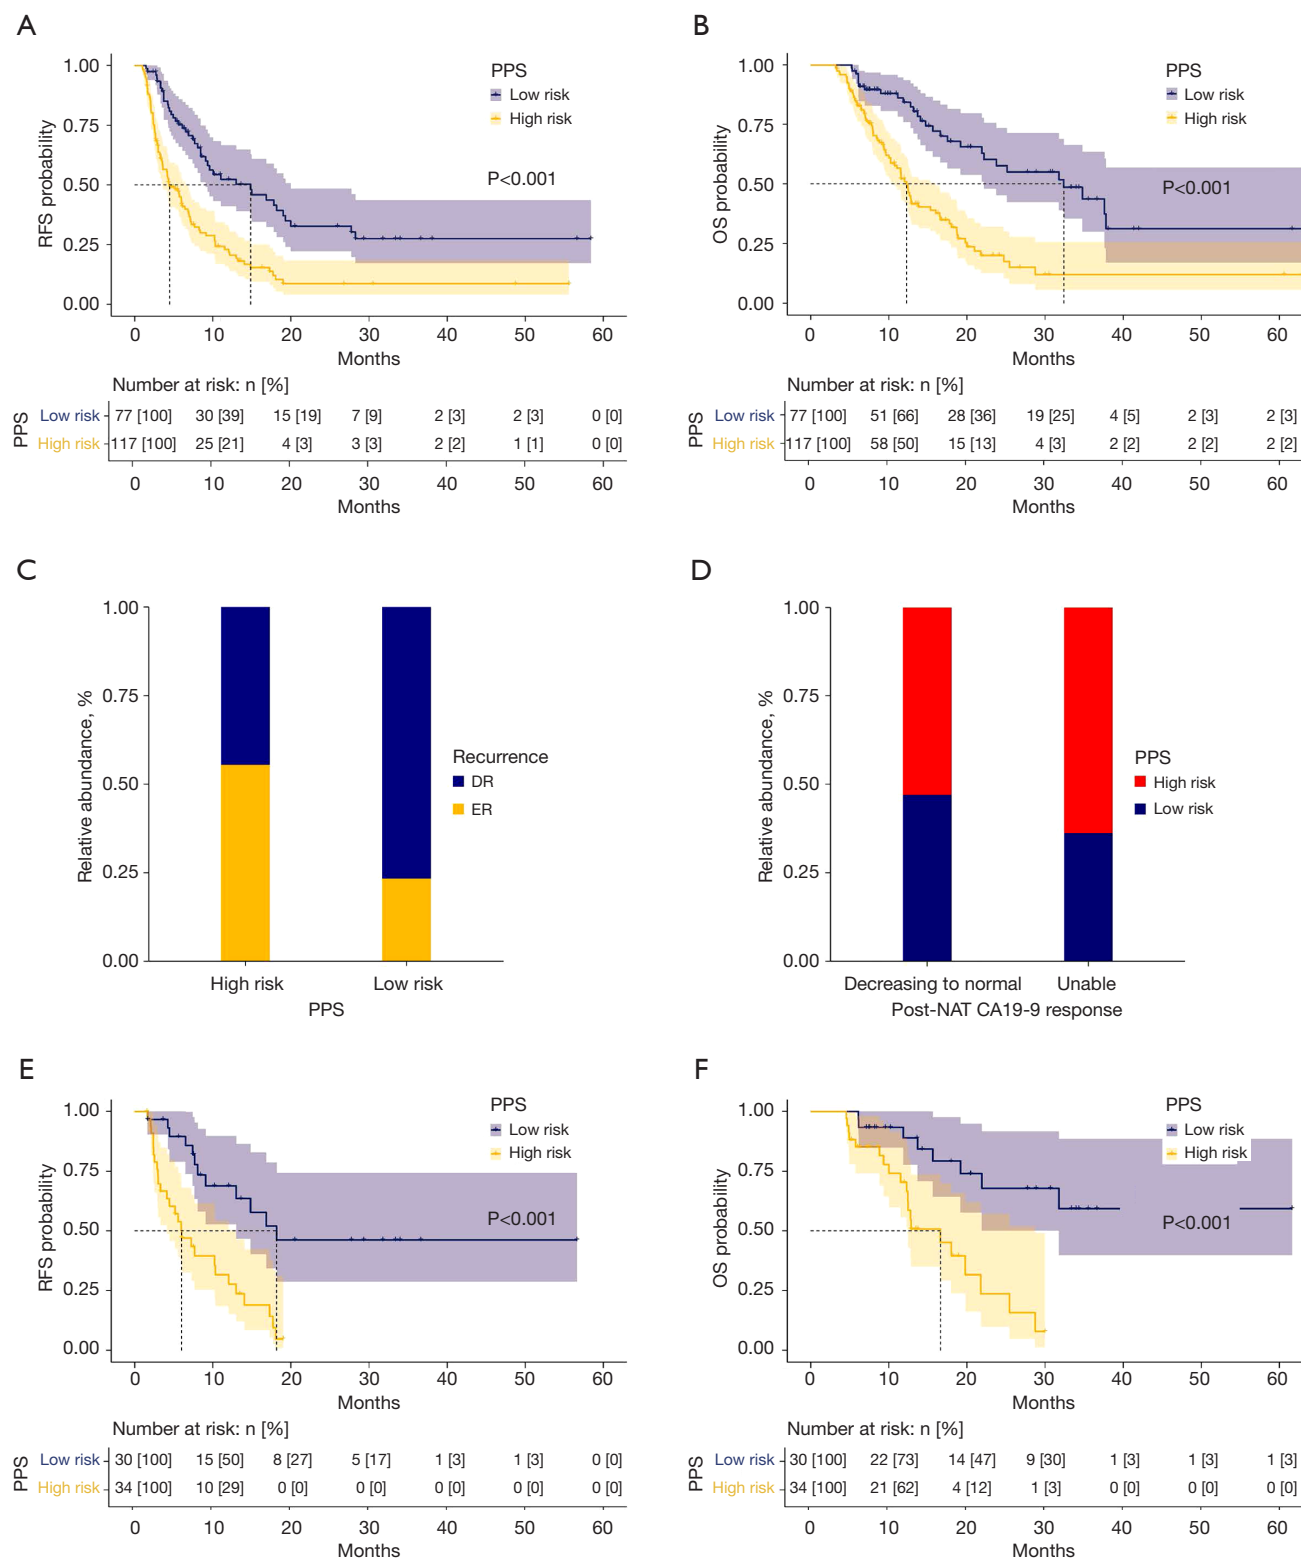 A
RFS probability
1.00
0.75
0.50
0.25
0.00
PPS
Low risk
High risk
P<0.001
0 10 20 30 40 50 60
Months
Number at risk: n [%]
PPS
Low risk 77 [100] 30 [39] 15 [19] 7 [9] 2 [3] 2 [3] 0 [0]
High risk 117 [100] 25 [21] 4 [3] 3 [3] 2 [2] 1 [1] 0 [0]
0 10 20 30 40 50 60
Months
B
OS probability
1.00
0.75
0.50
0.25
0.00
PPS
Low risk
High risk
P<0.001
0 10 20 30 40 50 60
Months
Number at risk: n [%]
PPS
Low risk 77 [100] 51 [66] 28 [36] 19 [25] 4 [5] 2 [3] 2 [3]
High risk 117 [100] 58 [50] 15 [13] 4 [3] 2 [2] 2 [2] 2 [2]
0 10 20 30 40 50 60
Months
C
Relative abundance, %
1.00
0.75
0.50
0.25
0.00
Recurrence
DR
ER
High risk Low risk
PPS
D
Relative abundance, %
1.00
0.75
0.50
0.25
0.00
PPS
High risk
Low risk
Decreasing to normal Unable
Post-NAT CA19-9 response
E
RFS probability
1.00
0.75
0.50
0.25
0.00
PPS
Low risk
High risk
P<0.001
0 10 20 30 40 50 60
Months
Number at risk: n [%]
PPS
Low risk 30 [100] 15 [50] 8 [27] 5 [17] 1 [3] 1 [3] 0 [0]
High risk 34 [100] 10 [29] 0 [0] 0 [0] 0 [0] 0 [0] 0 [0]
0 10 20 30 40 50 60
Months
F
OS probability
1.00
0.75
0.50
0.25
0.00
PPS
Low risk
High risk
P<0.001
0 10 20 30 40 50 60
Months
Number at risk: n [%]
PPS
Low risk 30 [100] 22 [73] 14 [47] 9 [30] 1 [3] 1 [3] 1 [3]
High risk 34 [100] 21 [62] 4 [12] 1 [3] 0 [0] 0 [0] 0 [0]
0 10 20 30 40 50 60
Months